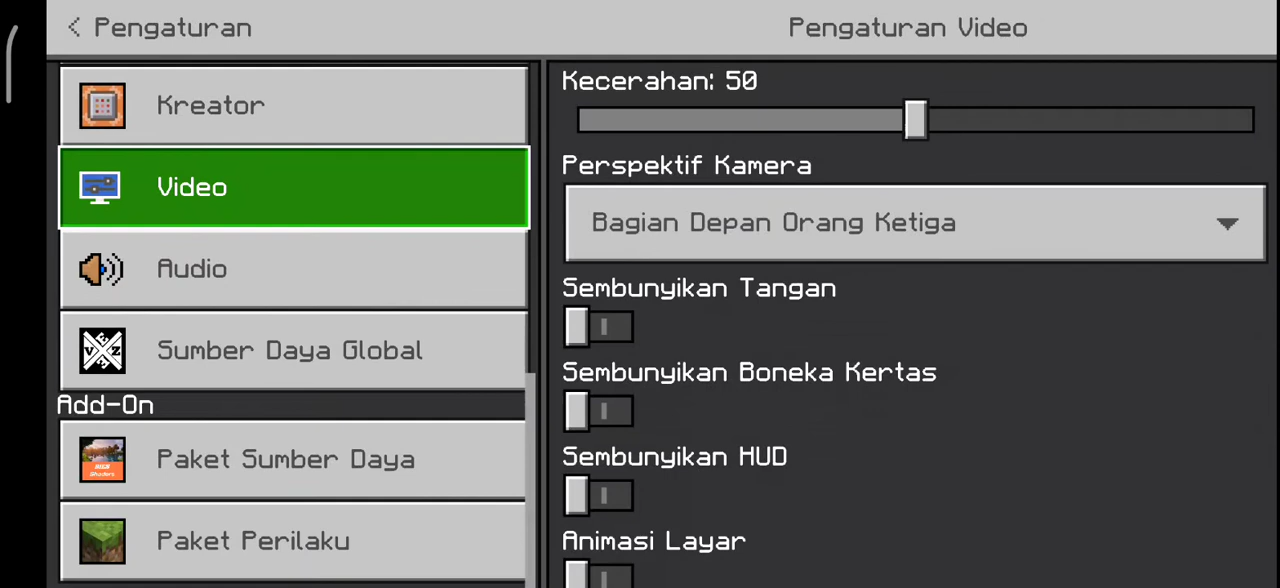 Pengaturan
Pengaturan Video
Kreator
Video
Audio
Sumber Daya Global
Add-On
Paket Sumber Daya
Paket Perilaku
Kecerahan: 50
Perspektif Kamera
Bagian Depan Orang Ketiga
Sembunyikan Tangan
Sembunyikan Boneka Kertas
Sembunyikan HUD
Animasi Layar